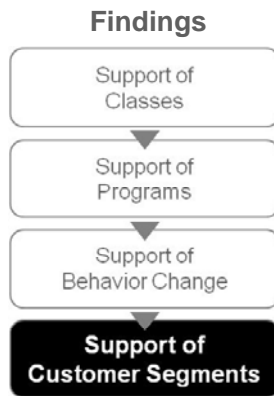 Findings
Support of
Classes
Support of
Programs
Support of
Behavior Change
Support of
Customer Segments